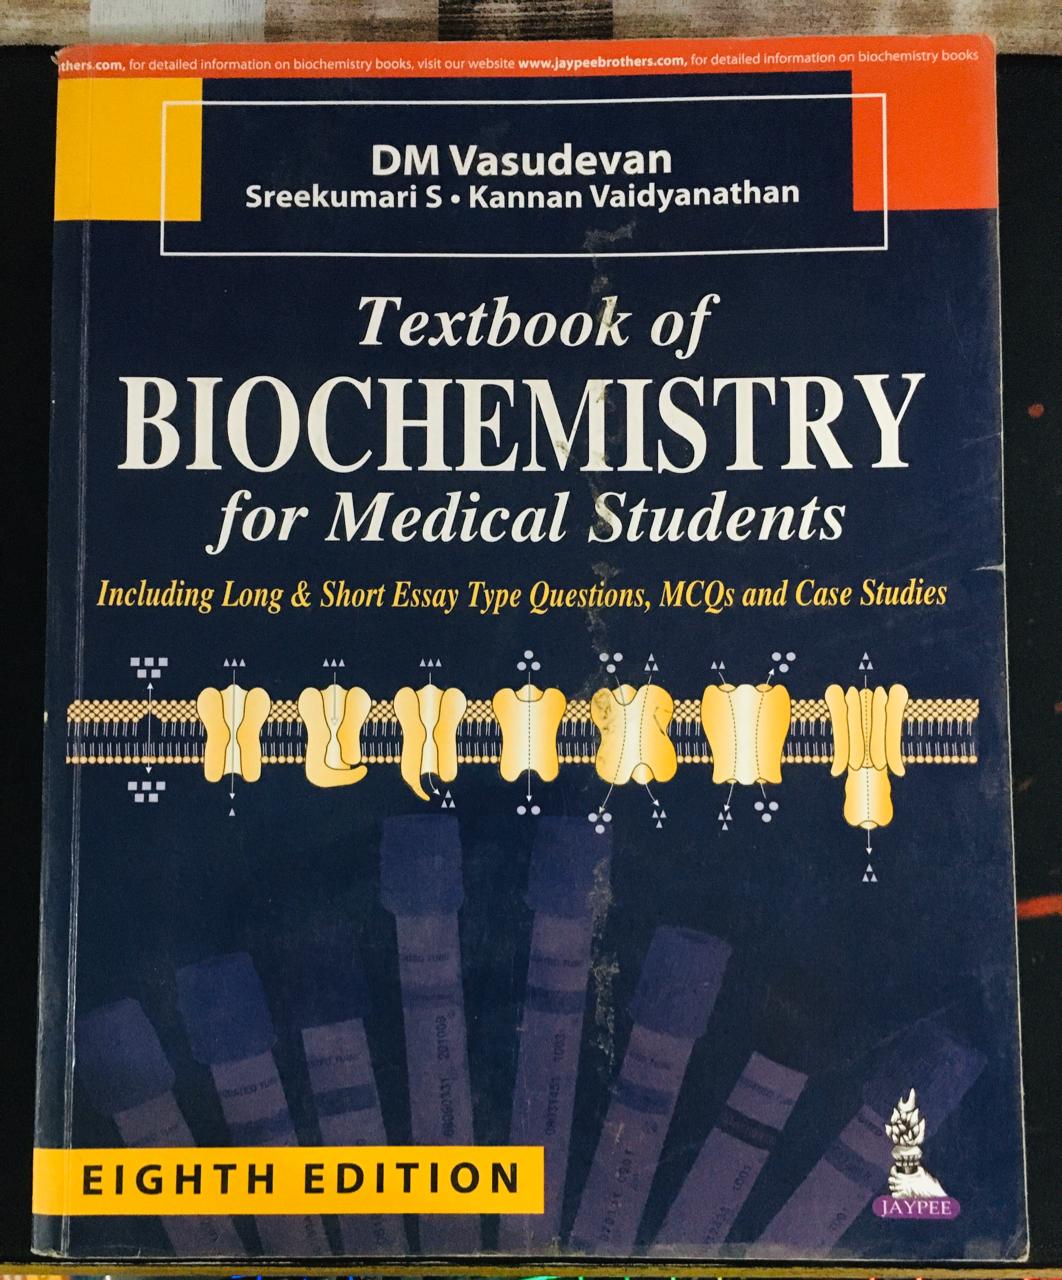 thers.com, for detailed information on biochemistry books, visit our website www.jaypeebrothers.com, for detailed information on biochemistry books
DM Vasudevan
Sreekumari S • Kannan Vaidyanathan
Textbook of
BIOCHEMISTRY
for Medical Students
Including Long & Short Essay Type Questions, MCQs and Case Studies
EIGHTH EDITION
JAYPEE